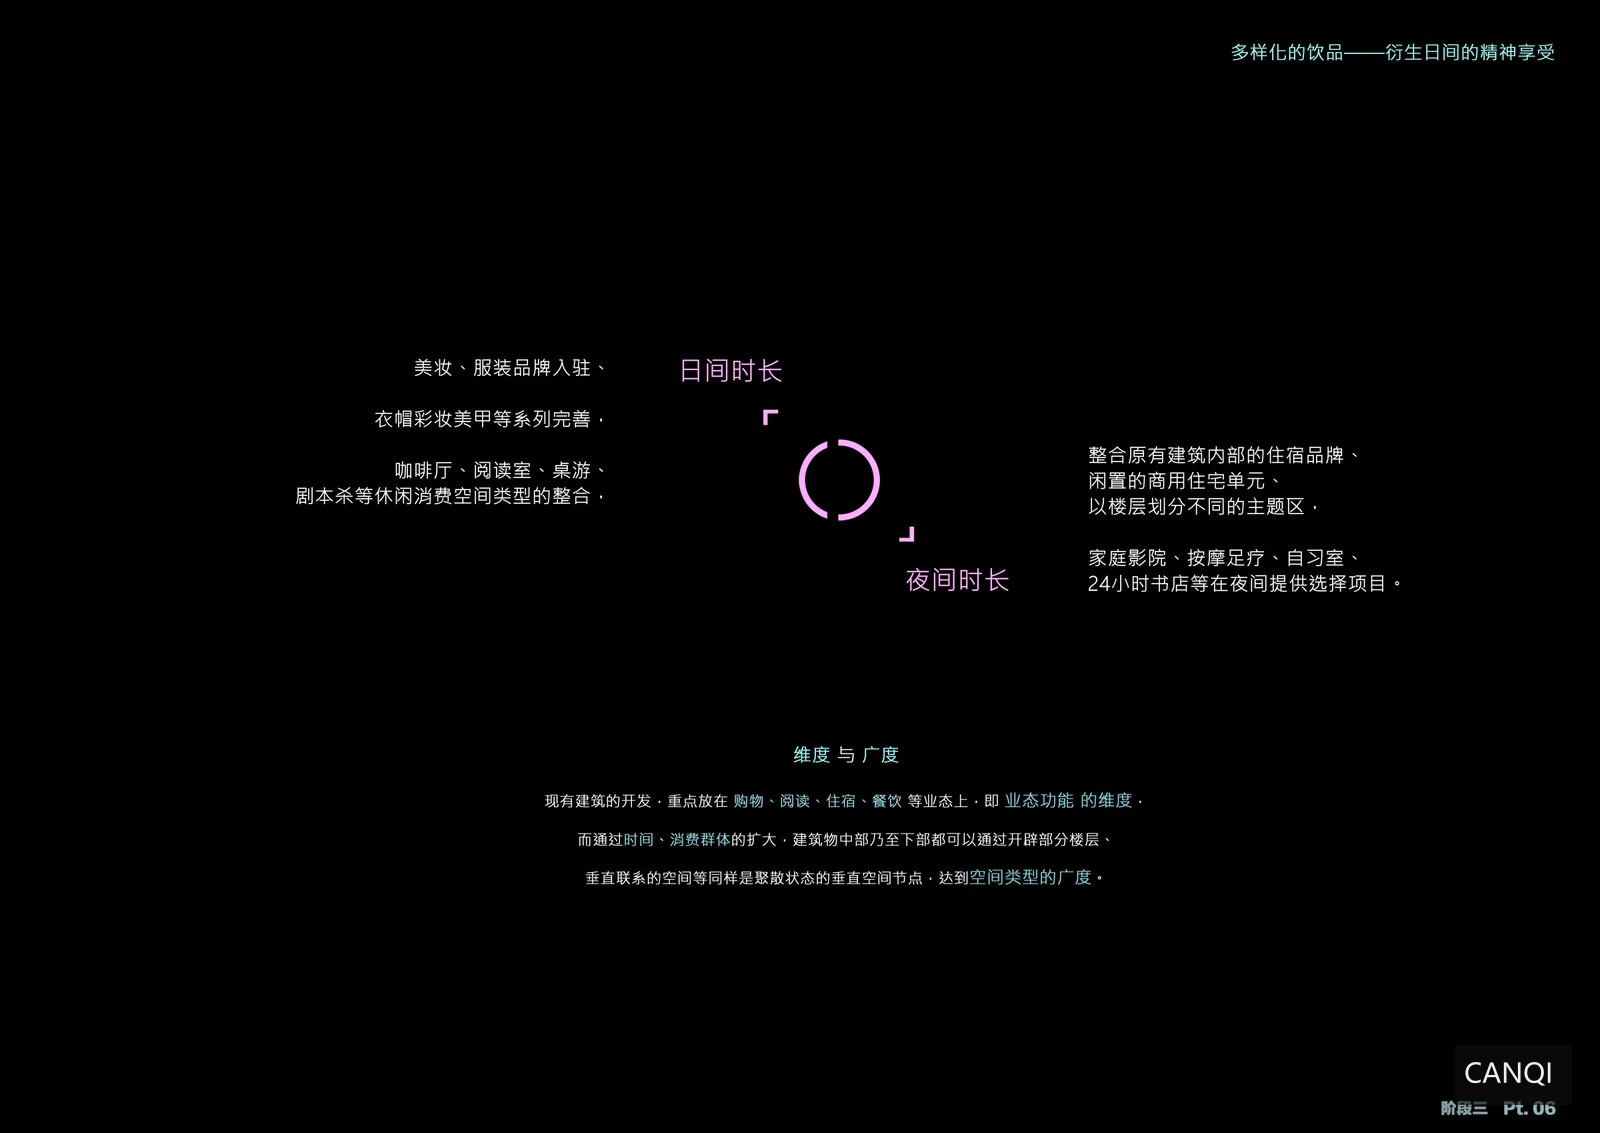 多样化的饮品——衍生日间的精神享受
日间时长
美妆、服装品牌入驻、
衣帽彩妆美甲等系列完善，
咖啡厅、阅读室、桌游、
剧本杀等休闲消费空间类型的整合，
夜间时长
整合原有建筑内部的住宿品牌、
闲置的商用住宅单元、
以楼层划分不同的主题区，
家庭影院、按摩足疗、自习室、
24小时书店等在夜间提供选择项目。
维度 与 广度
现有建筑的开发，重点放在 购物、阅读、住宿、餐饮 等业态上，即 业态功能 的维度，
而通过时间、消费群体的扩大，建筑物中部乃至下部都可以通过开辟部分楼层、
垂直联系的空间等同样是聚散状态的垂直空间节点，达到空间类型的广度。
CANQI
阶段三 Pt. 06